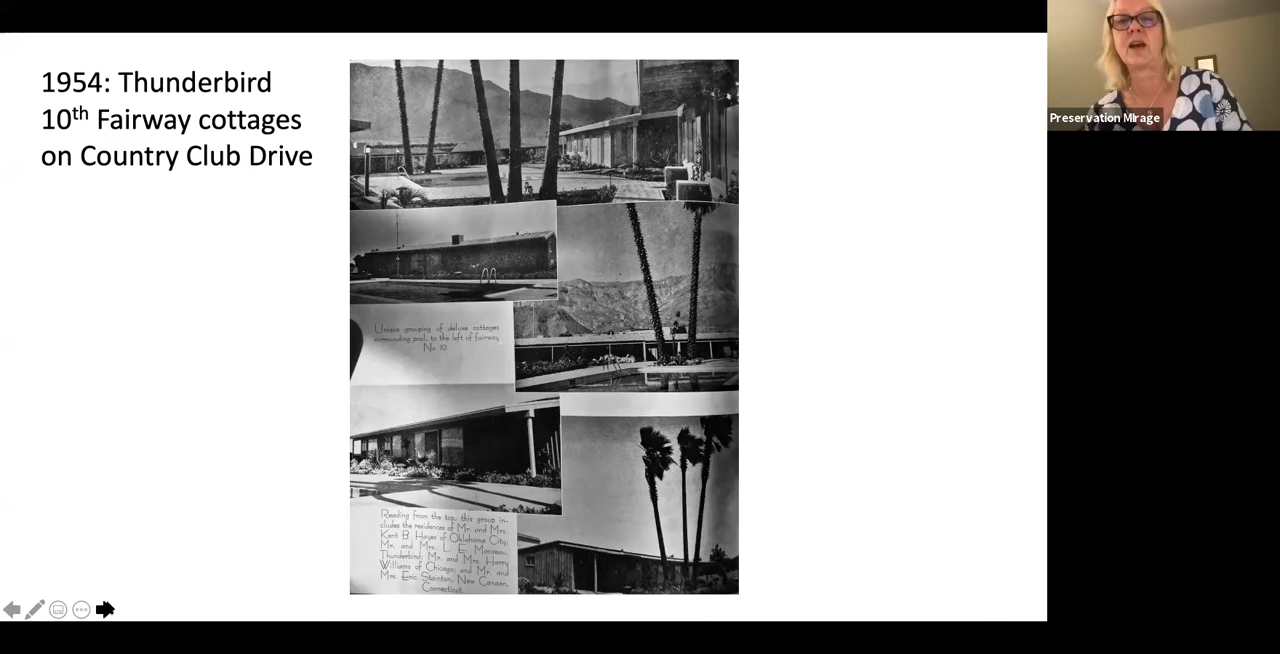 1954: Thunderbird
10th Fairway cottages
on Country Club Drive
Unique grouping of deluxe cottages
surrounding pool, to the left of fairway
No. 10.
Reading from the top, this group in-
cludes the residences of Mr. and Mrs.
Kent B. Hayes of Oklahoma City;
Mr. and Mrs. L. E.
Thunderbird; Mr. and Mrs. Harry
Williams of Chicago; and Mr. and
Mrs. Eric Stainton, New Canaan,
Connecticut.
Preservation Mirage